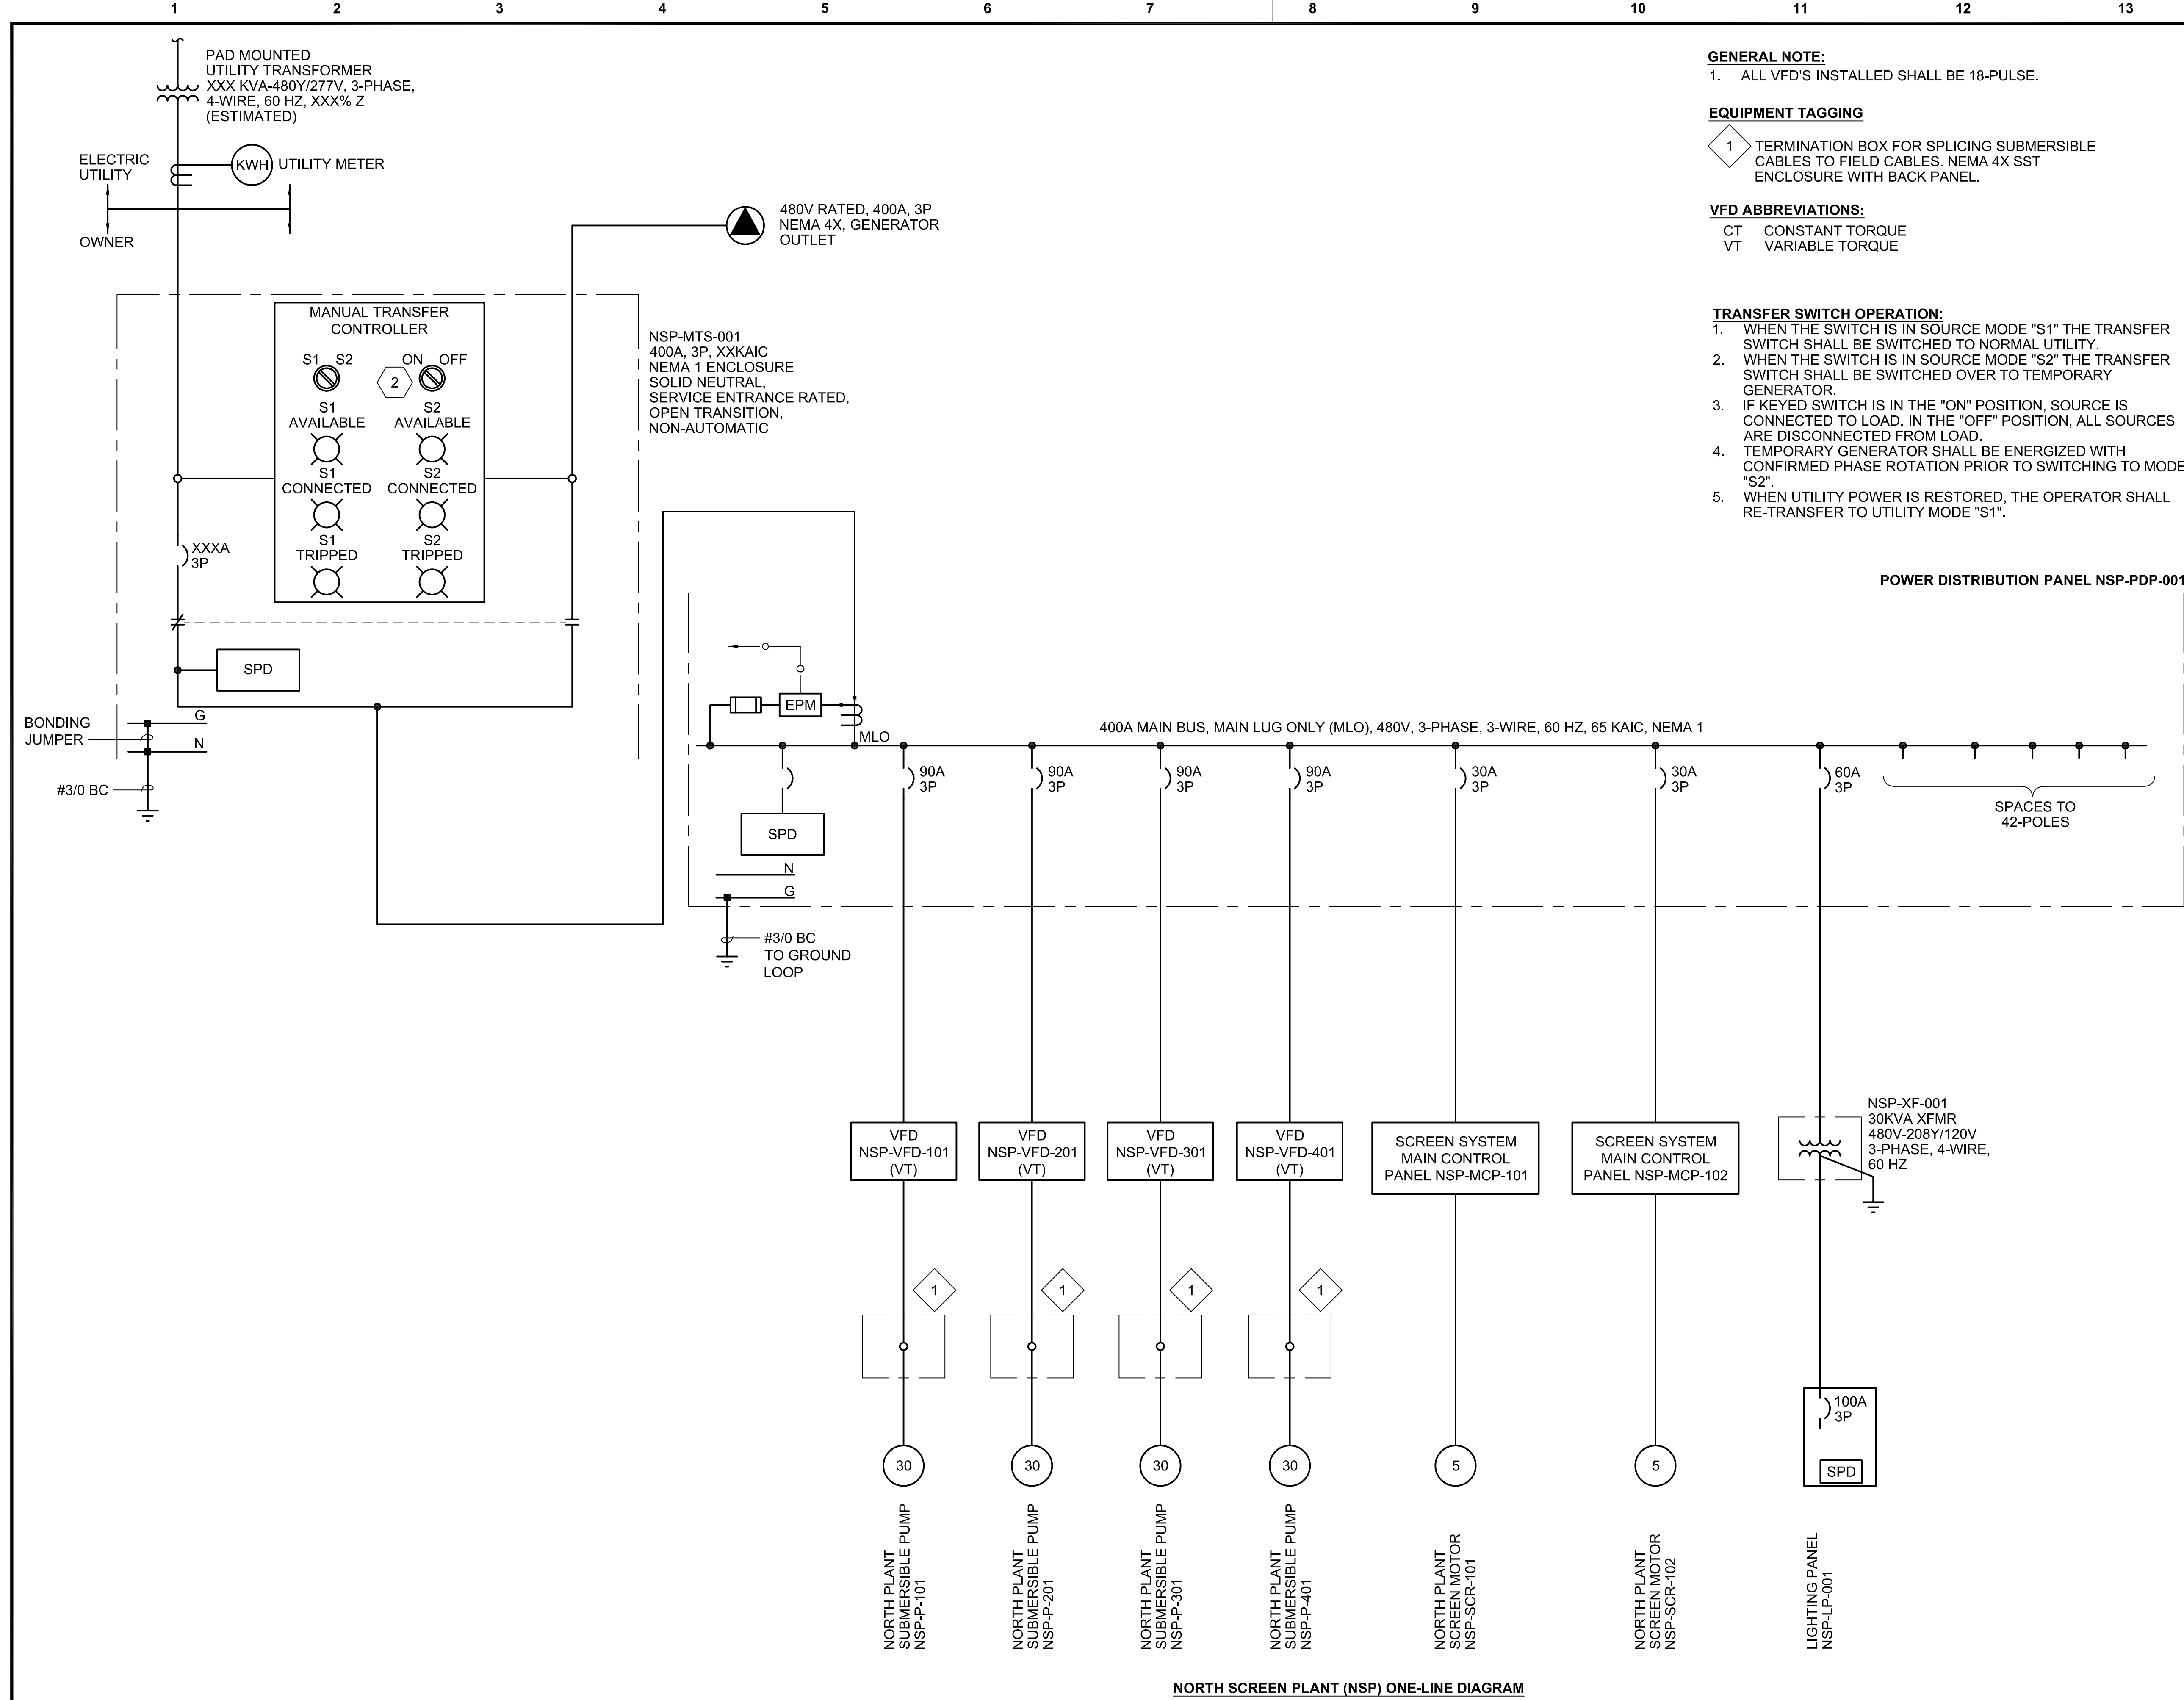 1 2 3 4 5 6 7 8 9 10 11 12 13
PAD MOUNTED
UTILITY TRANSFORMER
XXX KVA-480Y/277V, 3-PHASE,
4-WIRE, 60 HZ, XXX% Z
(ESTIMATED)
ELECTRIC
UTILITY
KWH
UTILITY METER
OWNER
480V RATED, 400A, 3P
NEMA 4X, GENERATOR
OUTLET
GENERAL NOTE:
1. ALL VFD'S INSTALLED SHALL BE 18-PULSE.
EQUIPMENT TAGGING
1
TERMINATION BOX FOR SPLICING SUBMERSIBLE
CABLES TO FIELD CABLES. NEMA 4X SST
ENCLOSURE WITH BACK PANEL.
VFD ABBREVIATIONS:
CT CONSTANT TORQUE
VT VARIABLE TORQUE
TRANSFER SWITCH OPERATION:
1. WHEN THE SWITCH IS IN SOURCE MODE "S1" THE TRANSFER
SWITCH SHALL BE SWITCHED TO NORMAL UTILITY.
2. WHEN THE SWITCH IS IN SOURCE MODE "S2" THE TRANSFER
SWITCH SHALL BE SWITCHED OVER TO TEMPORARY
GENERATOR.
3. IF KEYED SWITCH IS IN THE "ON" POSITION, SOURCE IS
CONNECTED TO LOAD. IN THE "OFF" POSITION, ALL SOURCES
ARE DISCONNECTED FROM LOAD.
4. TEMPORARY GENERATOR SHALL BE ENERGIZED WITH
CONFIRMED PHASE ROTATION PRIOR TO SWITCHING TO MODE
"S2".
5. WHEN UTILITY POWER IS RESTORED, THE OPERATOR SHALL
RE-TRANSFER TO UTILITY MODE "S1".
MANUAL TRANSFER
CONTROLLER
S1 S2
2
ON OFF
S1
AVAILABLE
S2
AVAILABLE
S1
CONNECTED
S2
CONNECTED
S1
TRIPPED
S2
TRIPPED
NSP-MTS-001
400A, 3P, XXKAIC
NEMA 1 ENCLOSURE
SOLID NEUTRAL,
SERVICE ENTRANCE RATED,
OPEN TRANSITION,
NON-AUTOMATIC
XXXA
3P
SPD
BONDING
JUMPER
G
N
#3/0 BC
POWER DISTRIBUTION PANEL NSP-PDP-001
EPM
MLO
400A MAIN BUS, MAIN LUG ONLY (MLO), 480V, 3-PHASE, 3-WIRE, 60 HZ, 65 KAIC, NEMA 1
SPD
N
G
#3/0 BC
TO GROUND
LOOP
90A
3P
90A
3P
90A
3P
90A
3P
30A
3P
30A
3P
60A
3P
SPACES TO
42-POLES
VFD
NSP-VFD-101
(VT)
VFD
NSP-VFD-201
(VT)
VFD
NSP-VFD-301
(VT)
VFD
NSP-VFD-401
(VT)
SCREEN SYSTEM
MAIN CONTROL
PANEL NSP-MCP-101
SCREEN SYSTEM
MAIN CONTROL
PANEL NSP-MCP-102
NSP-XF-001
30KVA XFMR
480V-208Y/120V
3-PHASE, 4-WIRE,
60 HZ
1
1
1
1
100A
3P
SPD
30
30
30
30
5
5
NORTH PLANT
SUBMERSIBLE PUMP
NSP-P-101
NORTH PLANT
SUBMERSIBLE PUMP
NSP-P-201
NORTH PLANT
SUBMERSIBLE PUMP
NSP-P-301
NORTH PLANT
SUBMERSIBLE PUMP
NSP-P-401
NORTH PLANT
SCREEN MOTOR
NSP-SCR-101
NORTH PLANT
SCREEN MOTOR
NSP-SCR-102
LIGHTING PANEL
NSP-LP-001
NORTH SCREEN PLANT (NSP) ONE-LINE DIAGRAM